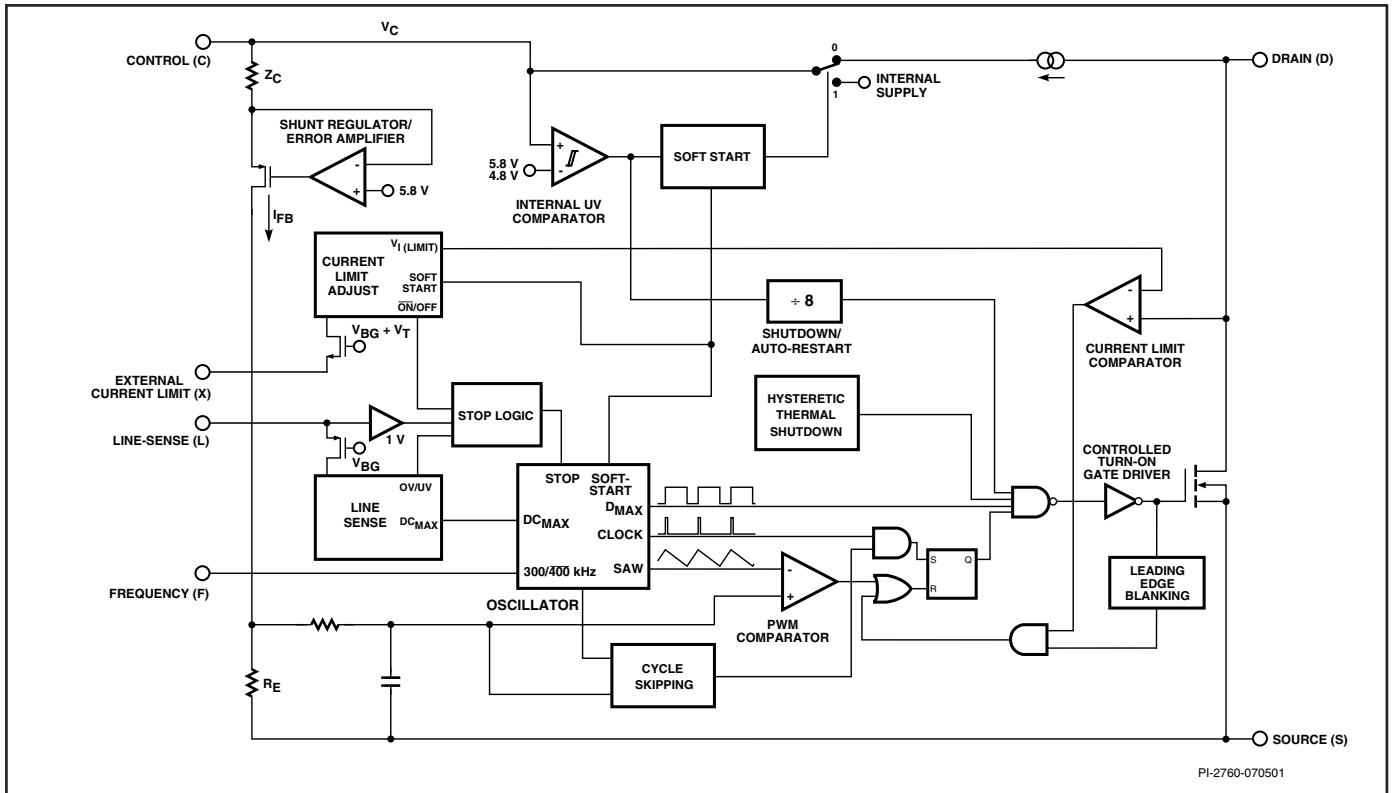 V_C
CONTROL (C)
Z_C
0
1
INTERNAL
SUPPLY
DRAIN (D)
SHUNT REGULATOR/
ERROR AMPLIFIER
-
+
5.8 V
I_FB
+
-
5.8 V
4.8 V
INTERNAL UV
COMPARATOR
SOFT START
CURRENT
LIMIT
ADJUST
V_I (LIMIT)
SOFT
START
O̅N̅/OFF
V_BG + V_T
÷ 8
SHUTDOWN/
AUTO-RESTART
-
+
CURRENT LIMIT
COMPARATOR
EXTERNAL
CURRENT LIMIT (X)
HYSTERETIC
THERMAL
SHUTDOWN
STOP LOGIC
LINE-SENSE (L)
1 V
V_BG
CONTROLLED
TURN-ON
GATE DRIVER
OV/UV
LINE
SENSE
DC_MAX
STOP
SOFT-
START
D_MAX
DC_MAX
CLOCK
SAW
300/4̅0̅0̅ kHz
OSCILLATOR
FREQUENCY (F)
-
+
PWM
COMPARATOR
S
Q
R
LEADING
EDGE
BLANKING
CYCLE
SKIPPING
R_E
SOURCE (S)
PI-2760-070501